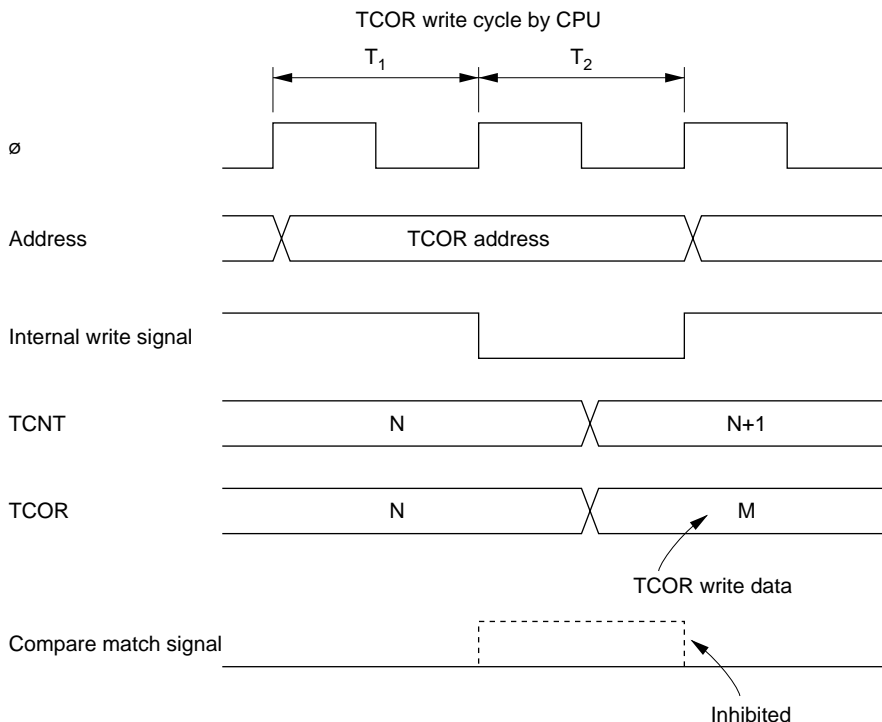 TCOR write cycle by CPU
T1 T2
ø
Address TCOR address
Internal write signal
TCNT N N+1
TCOR N M
TCOR write data
Compare match signal
Inhibited